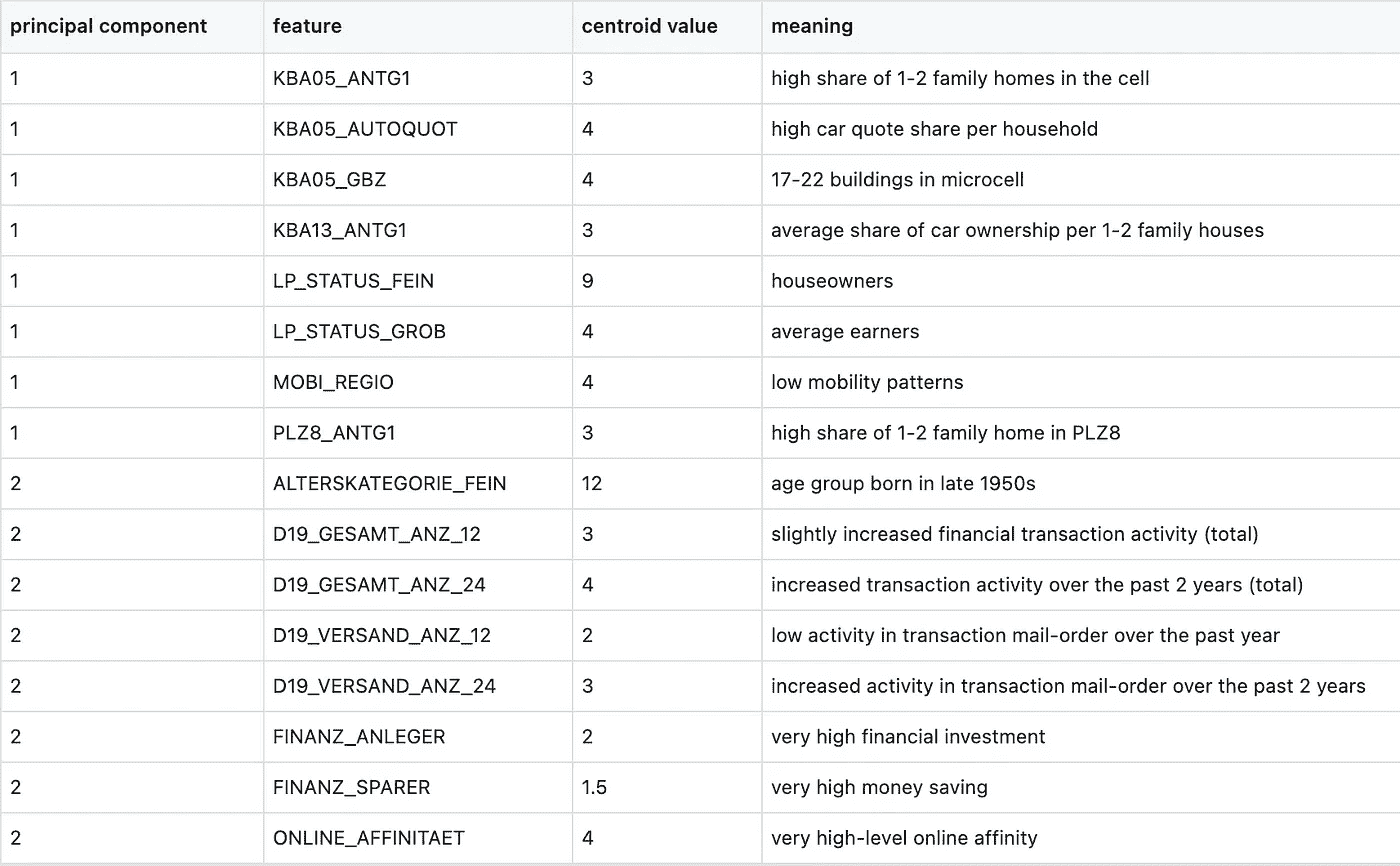 principal component feature centroid value meaning
1 KBA05_ANTG1 3 high share of 1-2 family homes in the cell
1 KBA05_AUTOQUOT 4 high car quote share per household
1 KBA05_GBZ 4 17-22 buildings in microcell
1 KBA13_ANTG1 3 average share of car ownership per 1-2 family houses
1 LP_STATUS_FEIN 9 houseowners
1 LP_STATUS_GROB 4 average earners
1 MOBI_REGIO 4 low mobility patterns
1 PLZ8_ANTG1 3 high share of 1-2 family home in PLZ8
2 ALTERSKATEGORIE_FEIN 12 age group born in late 1950s
2 D19_GESAMT_ANZ_12 3 slightly increased financial transaction activity (total)
2 D19_GESAMT_ANZ_24 4 increased transaction activity over the past 2 years (total)
2 D19_VERSAND_ANZ_12 2 low activity in transaction mail-order over the past year
2 D19_VERSAND_ANZ_24 3 increased activity in transaction mail-order over the past 2 years
2 FINANZ_ANLEGER 2 very high financial investment
2 FINANZ_SPARER 1.5 very high money saving
2 ONLINE_AFFINITAET 4 very high-level online affinity